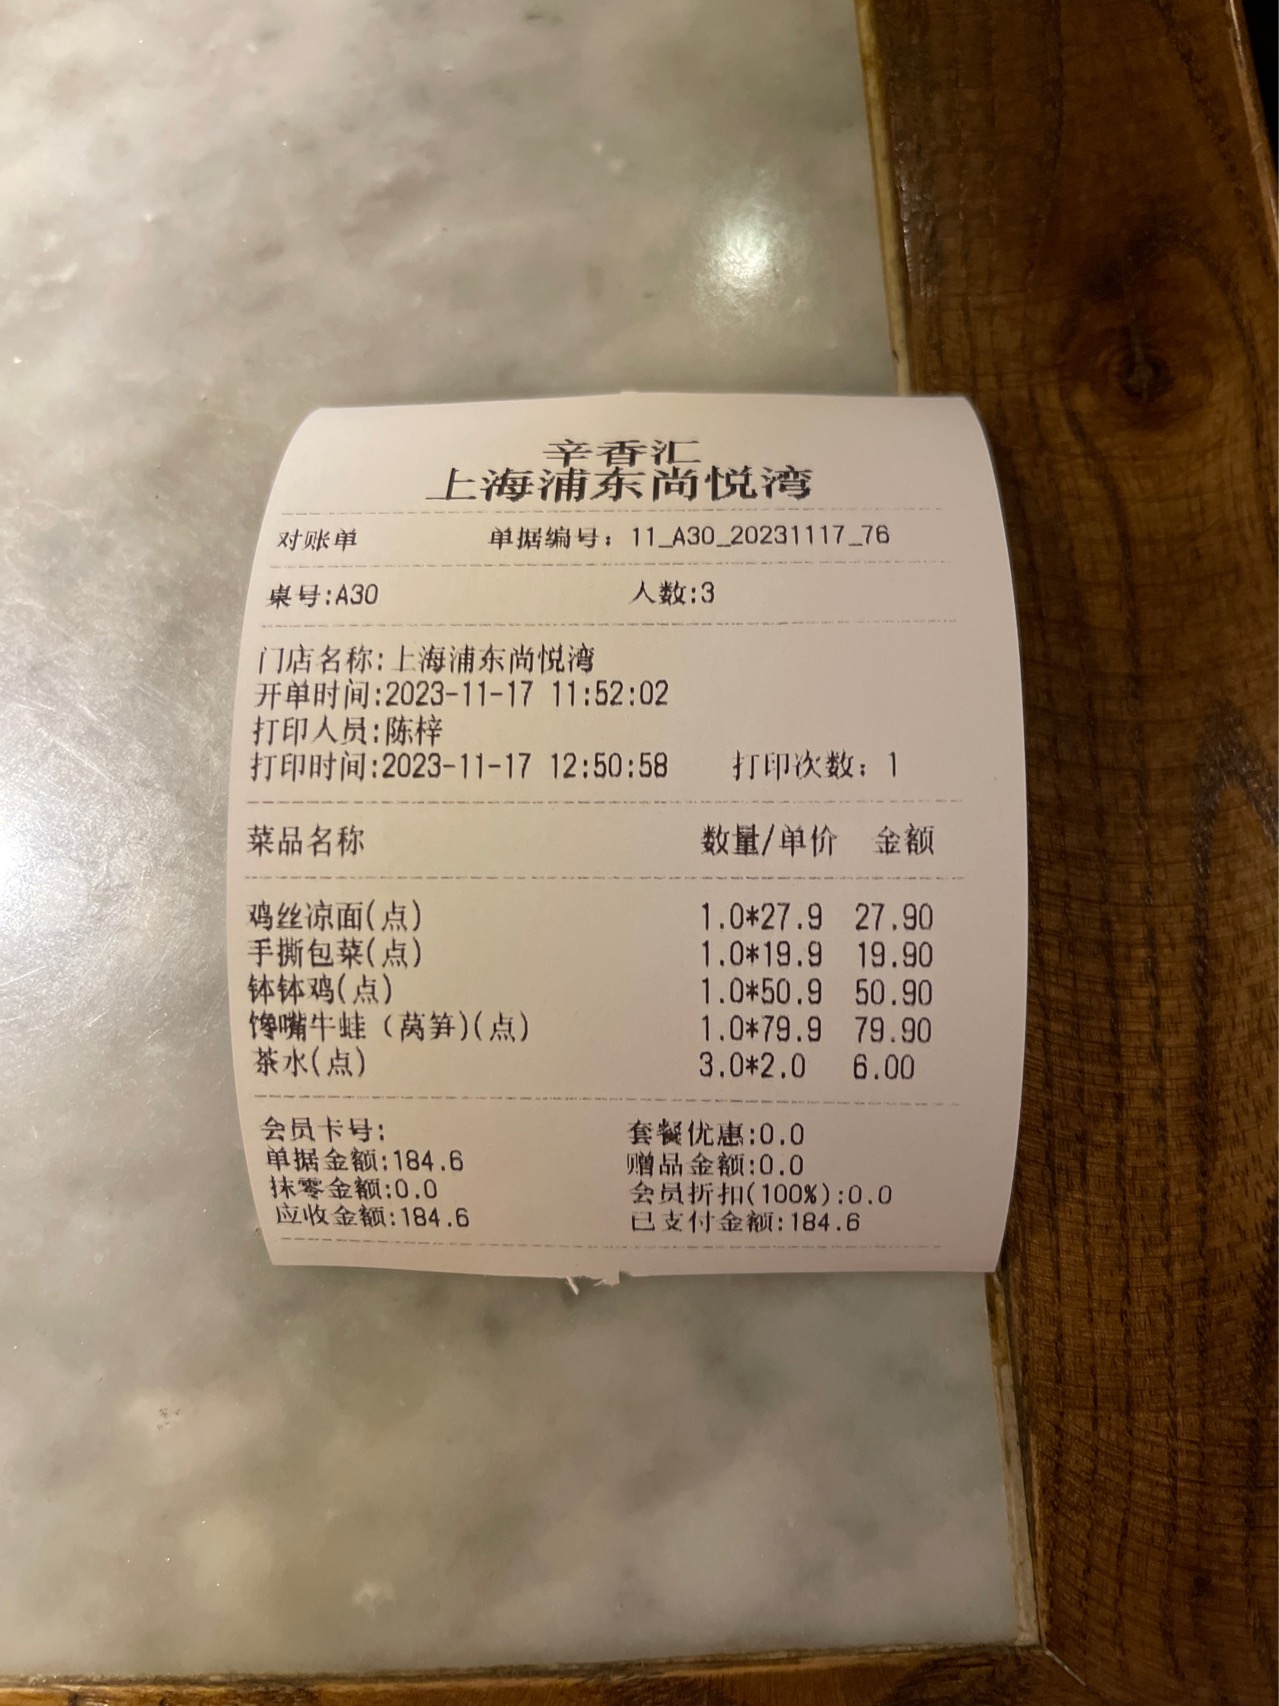 辛香汇
上海浦东尚悦湾
对账单 单据编号：11_A30_20231117_76
桌号:A30 人数:3
门店名称:上海浦东尚悦湾
开单时间:2023-11-17 11:52:02
打印人员:陈梓
打印时间:2023-11-17 12:50:58 打印次数：1
菜品名称 数量/单价 金额
鸡丝凉面(点) 1.0*27.9 27.90
手撕包菜(点) 1.0*19.9 19.90
钵钵鸡(点) 1.0*50.9 50.90
馋嘴牛蛙（莴笋)(点) 1.0*79.9 79.90
茶水(点) 3.0*2.0 6.00
会员卡号: 套餐优惠:0.0
单据金额:184.6 赠品金额:0.0
抹零金额:0.0 会员折扣(100%):0.0
应收金额:184.6 已支付金额:184.6